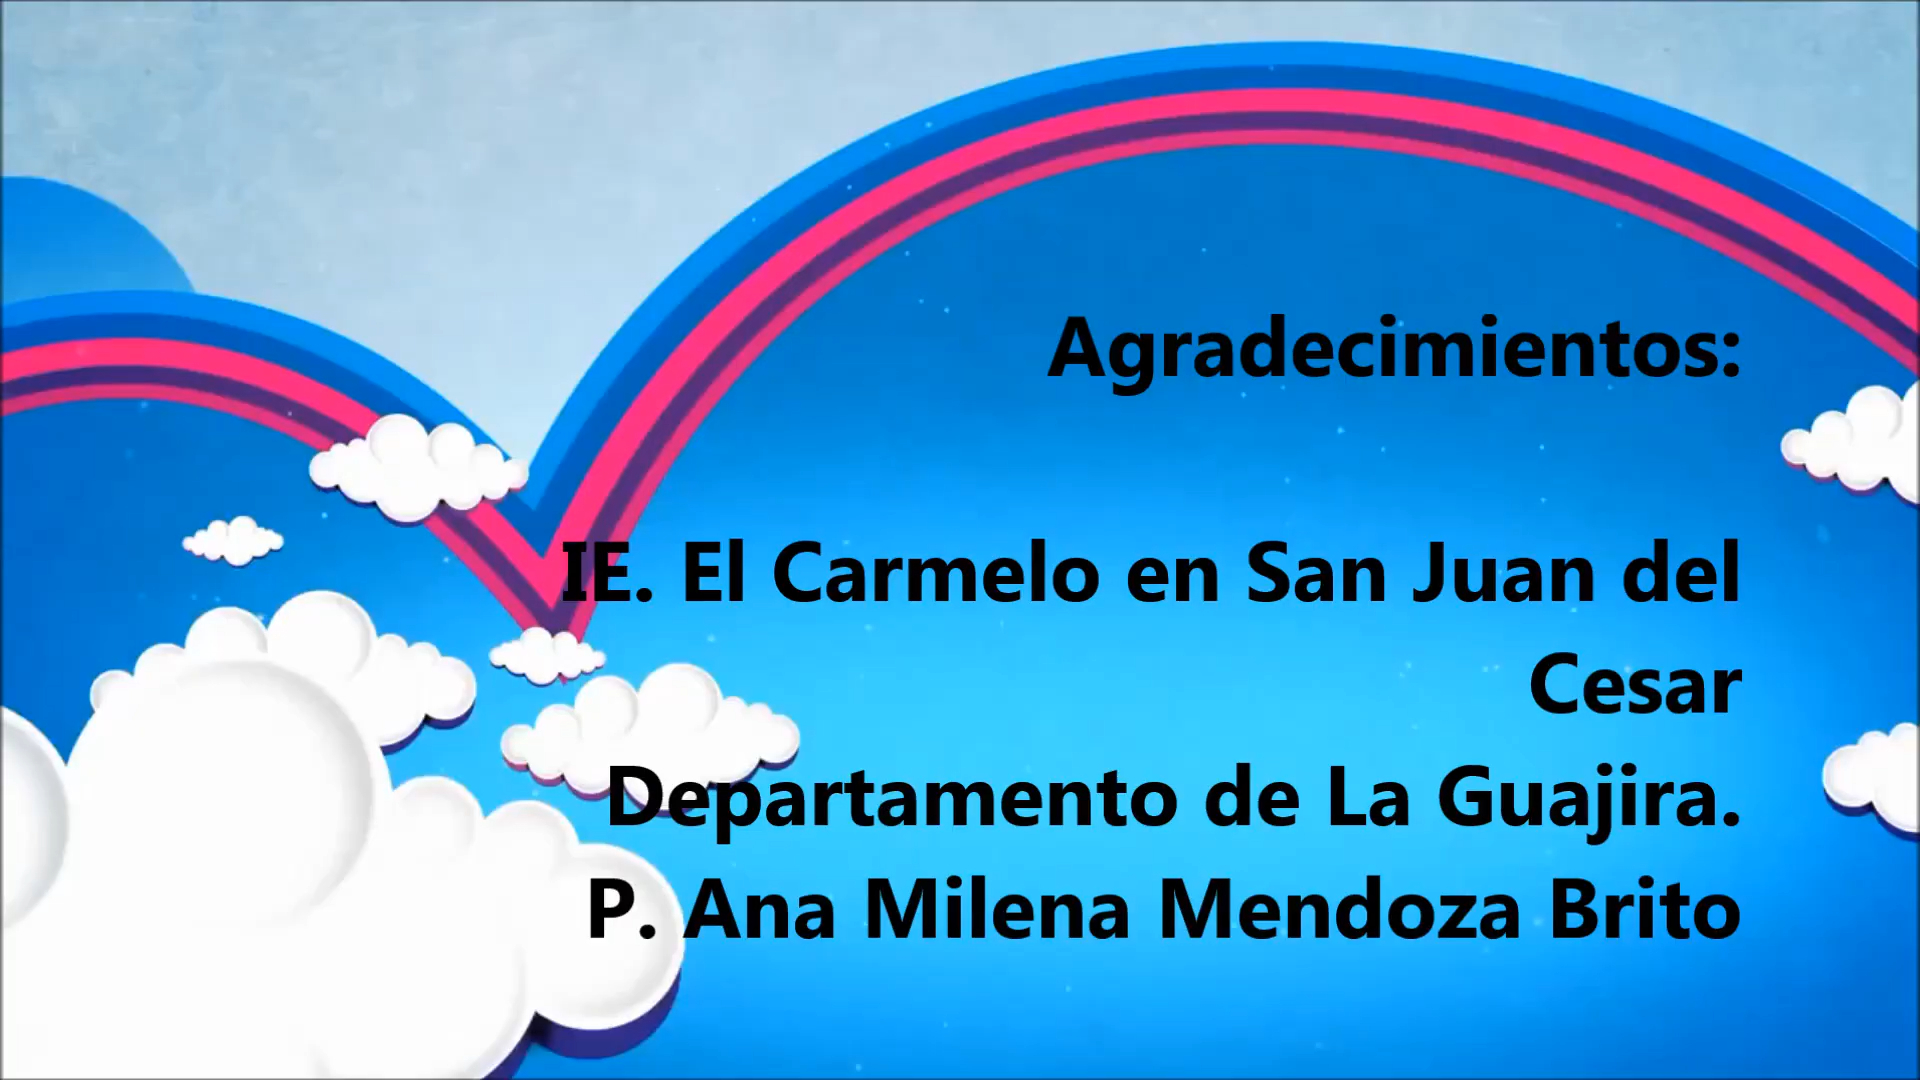 Agradecimientos:
IE. El Carmelo en San Juan del
Cesar
Departamento de La Guajira.
P. Ana Milena Mendoza Brito